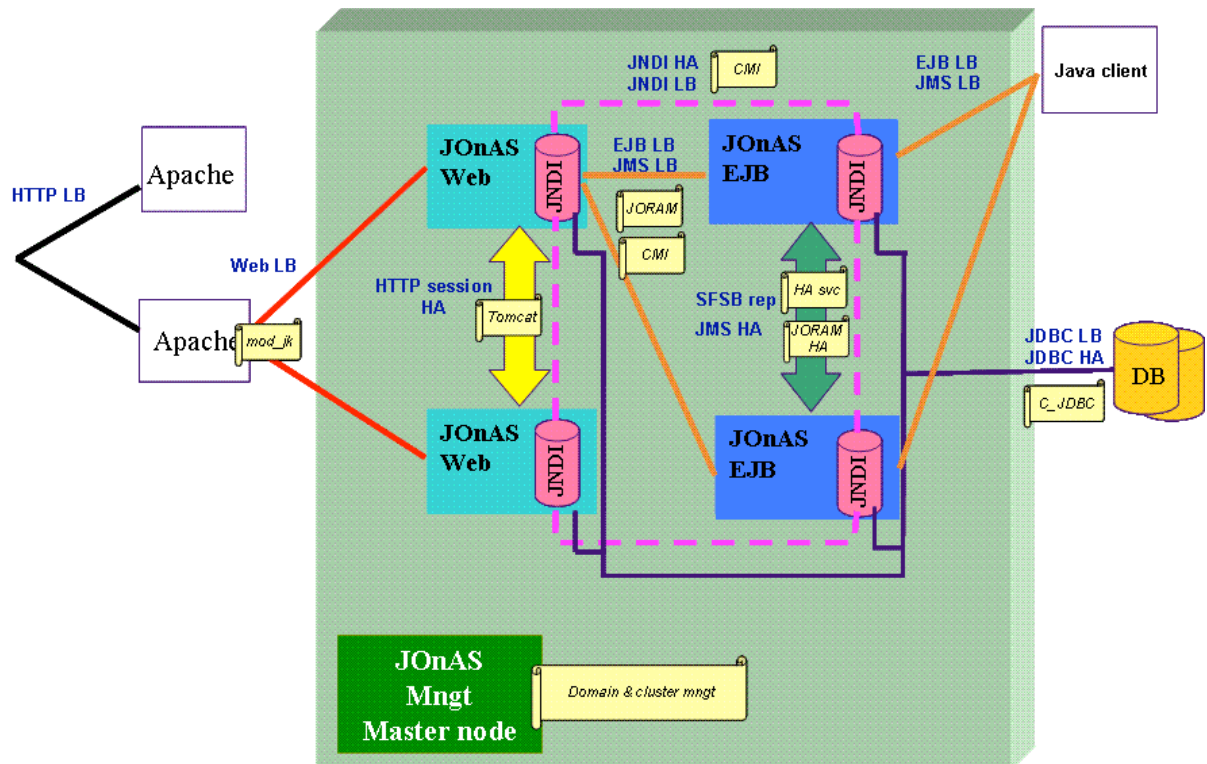 JNDI HA
JNDI LB
CMI
EJB LB
JMS LB
Java client
Apache
HTTP LB
JOnAS
Web
JNDI
EJB LB
JMS LB
JOnAS
EJB
JNDI
JORAM
CMI
Web LB
HTTP session
HA
Tomcat
SFSB rep
HA svc
JMS HA
JORAM
HA
Apache
mod_jk
JDBC LB
JDBC HA
DB
C_JDBC
JOnAS
Web
JNDI
JOnAS
EJB
JNDI
JOnAS
Mngt
Master node
Domain & cluster mngt